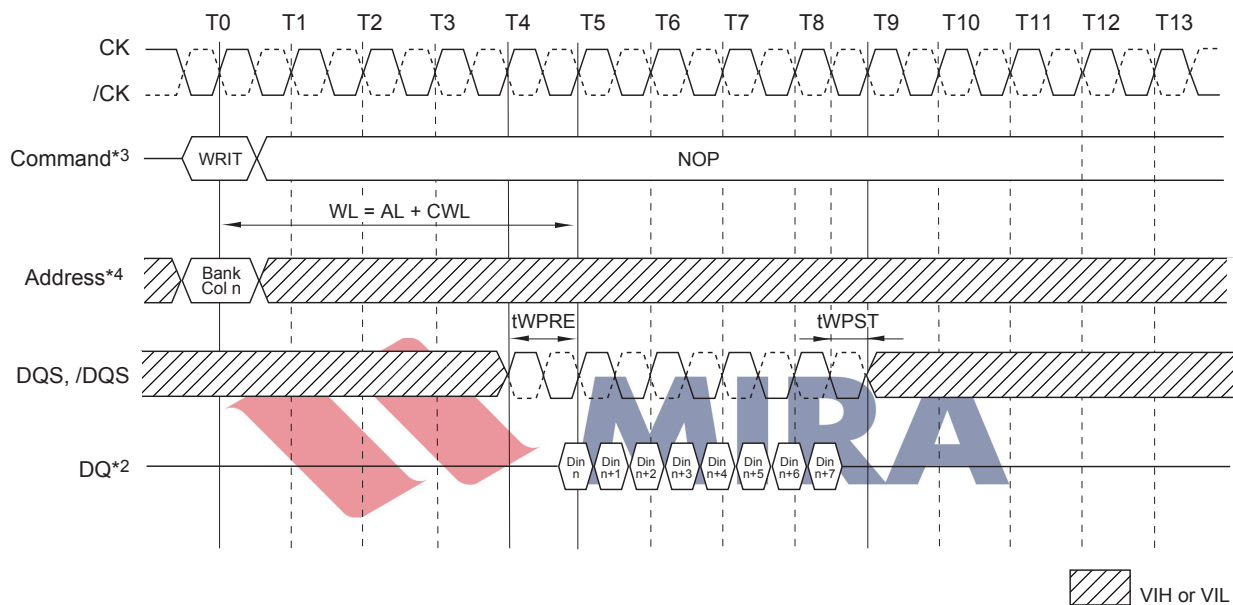 T0 T1 T2 T3 T4 T5 T6 T7 T8 T9 T10 T11 T12 T13
CK
/CK
Command*3 WRIT NOP
WL = AL + CWL
Address*4 Bank
Col n
tWPRE tWPST
DQS, /DQS
MIRA
DQ*2 Din
n Din
n+1 Din
n+2 Din
n+3 Din
n+4 Din
n+5 Din
n+6 Din
n+7
VIH or VIL